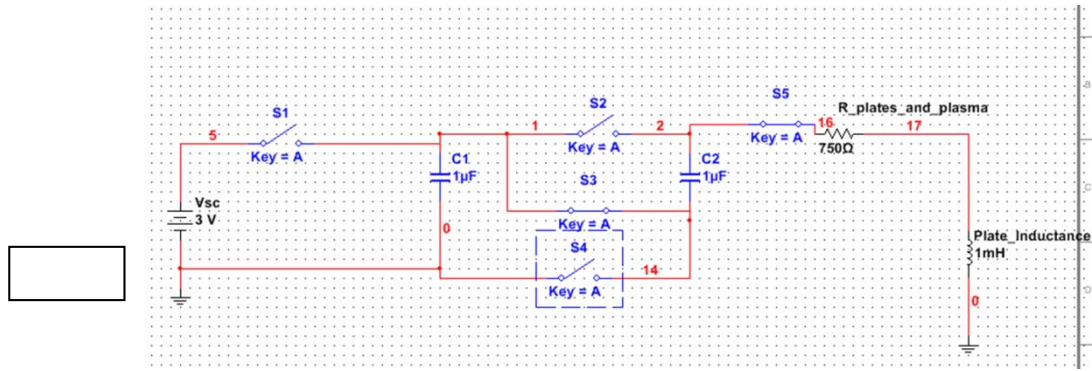 S1
5
Key = A
Vsc
3 V
C1
1µF
0
1
S2
2
Key = A
S3
Key = A
S4
14
Key = A
C2
1µF
S5
Key = A
R_plates_and_plasma
16
17
750Ω
Plate_Inductance
1mH
0